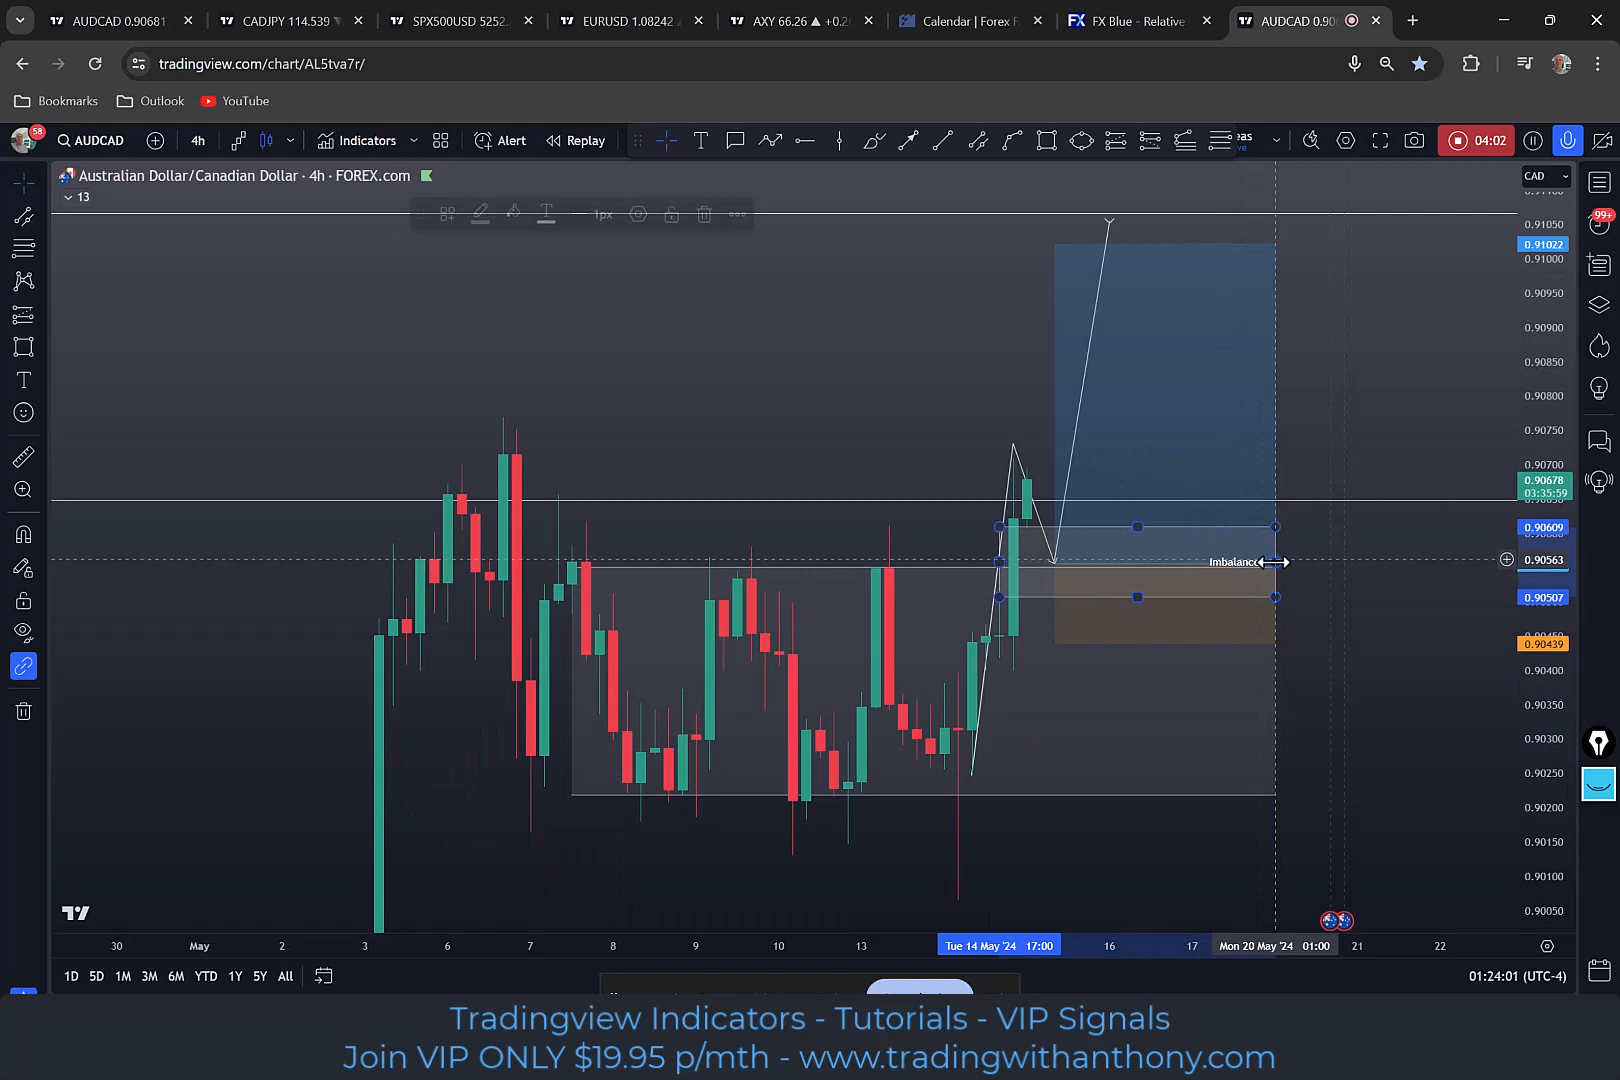 AUDCAD 0.90681
CADJPY 114.539
SPX500USD 5252.
EURUSD 1.08242
AXY 66.26 ▲ +0.2
Calendar | Forex F
FX Blue - Relative
AUDCAD 0.90
tradingview.com/chart/AL5tva7r/
Bookmarks
Outlook
YouTube
58
AUDCAD
4h
Indicators
Alert
Replay
04:02
Australian Dollar/Canadian Dollar · 4h · FOREX.com
13
1px
CAD
99+
0.91050
0.91022
0.91000
0.90950
0.90900
0.90850
0.90800
0.90750
0.90700
0.90678
03:35:59
0.90609
Imbalance
0.90563
0.90507
0.90439
0.90400
0.90350
0.90300
0.90250
0.90200
0.90150
0.90100
0.90050
30
May
2
3
6
7
8
9
10
13
Tue 14 May '24 17:00
16
17
Mon 20 May '24 01:00
21
22
1D 5D 1M 3M 6M YTD 1Y 5Y All
01:24:01 (UTC-4)
Tradingview Indicators - Tutorials - VIP Signals
Join VIP ONLY $19.95 p/mth - www.tradingwithanthony.com